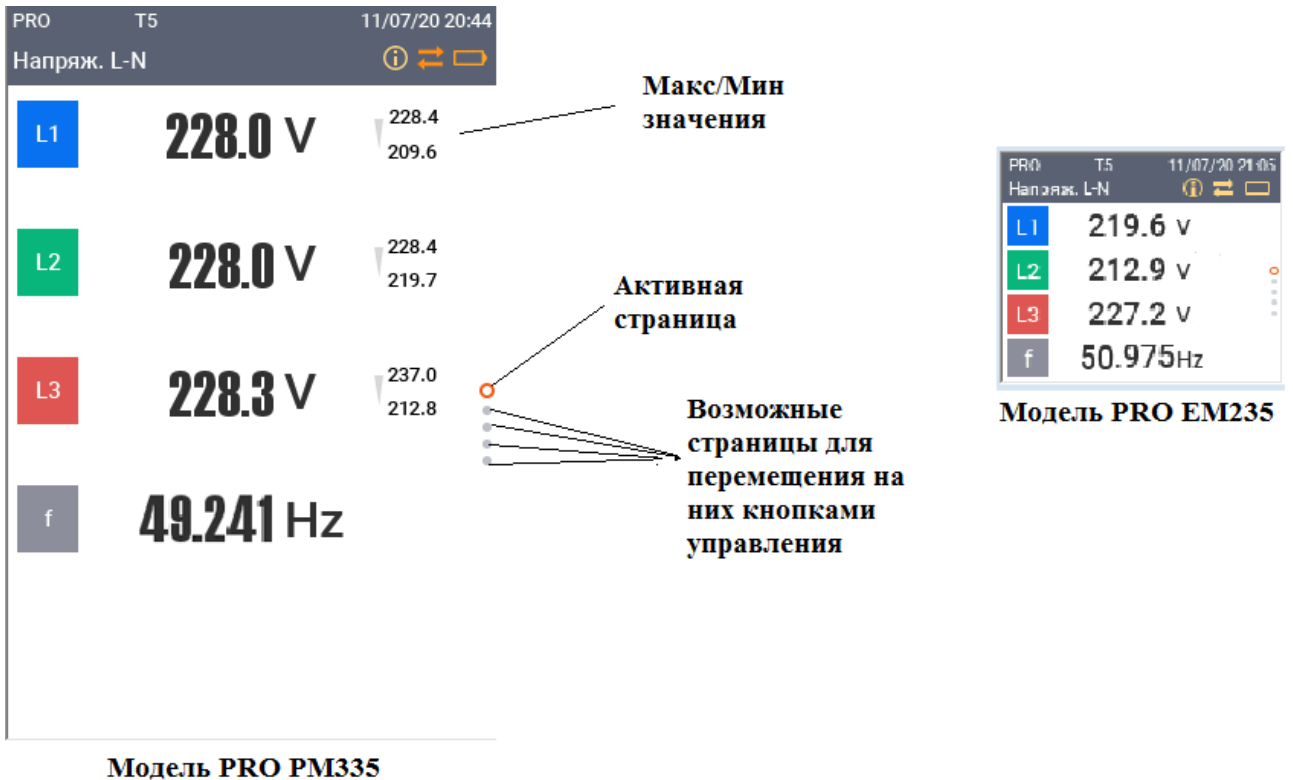 PRO T5 11/07/20 20:44
Напряж. L-N
L1 228.0 V 228.4
209.6
L2 228.0 V 228.4
219.7
L3 228.3 V 237.0
212.8
f 49.241 Hz
Модель PRO PM335
Макс/Мин
значения
Активная
страница
Возможные
страницы для
перемещения на
них кнопками
управления
PRO T5 11/07/20 21:05
Напряж. L-N
L1 219.6 V
L2 212.9 V
L3 227.2 V
f 50.975Hz
Модель PRO EM235